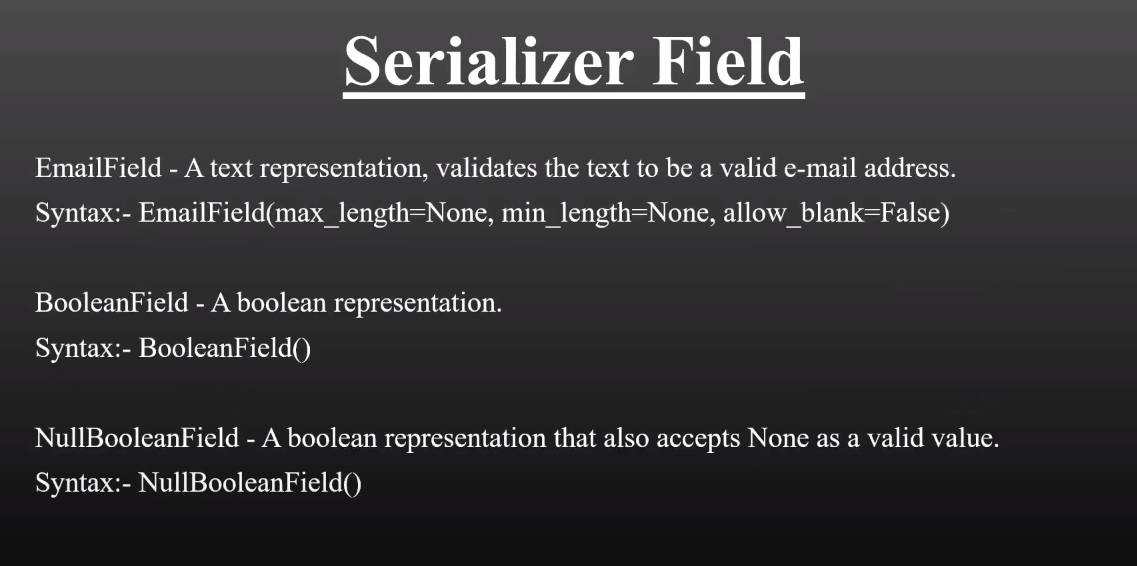 Serializer Field
EmailField - A text representation, validates the text to be a valid e-mail address.
Syntax:- EmailField(max_length=None, min_length=None, allow_blank=False)
BooleanField - A boolean representation.
Syntax:- BooleanField()
NullBooleanField - A boolean representation that also accepts None as a valid value.
Syntax:- NullBooleanField()